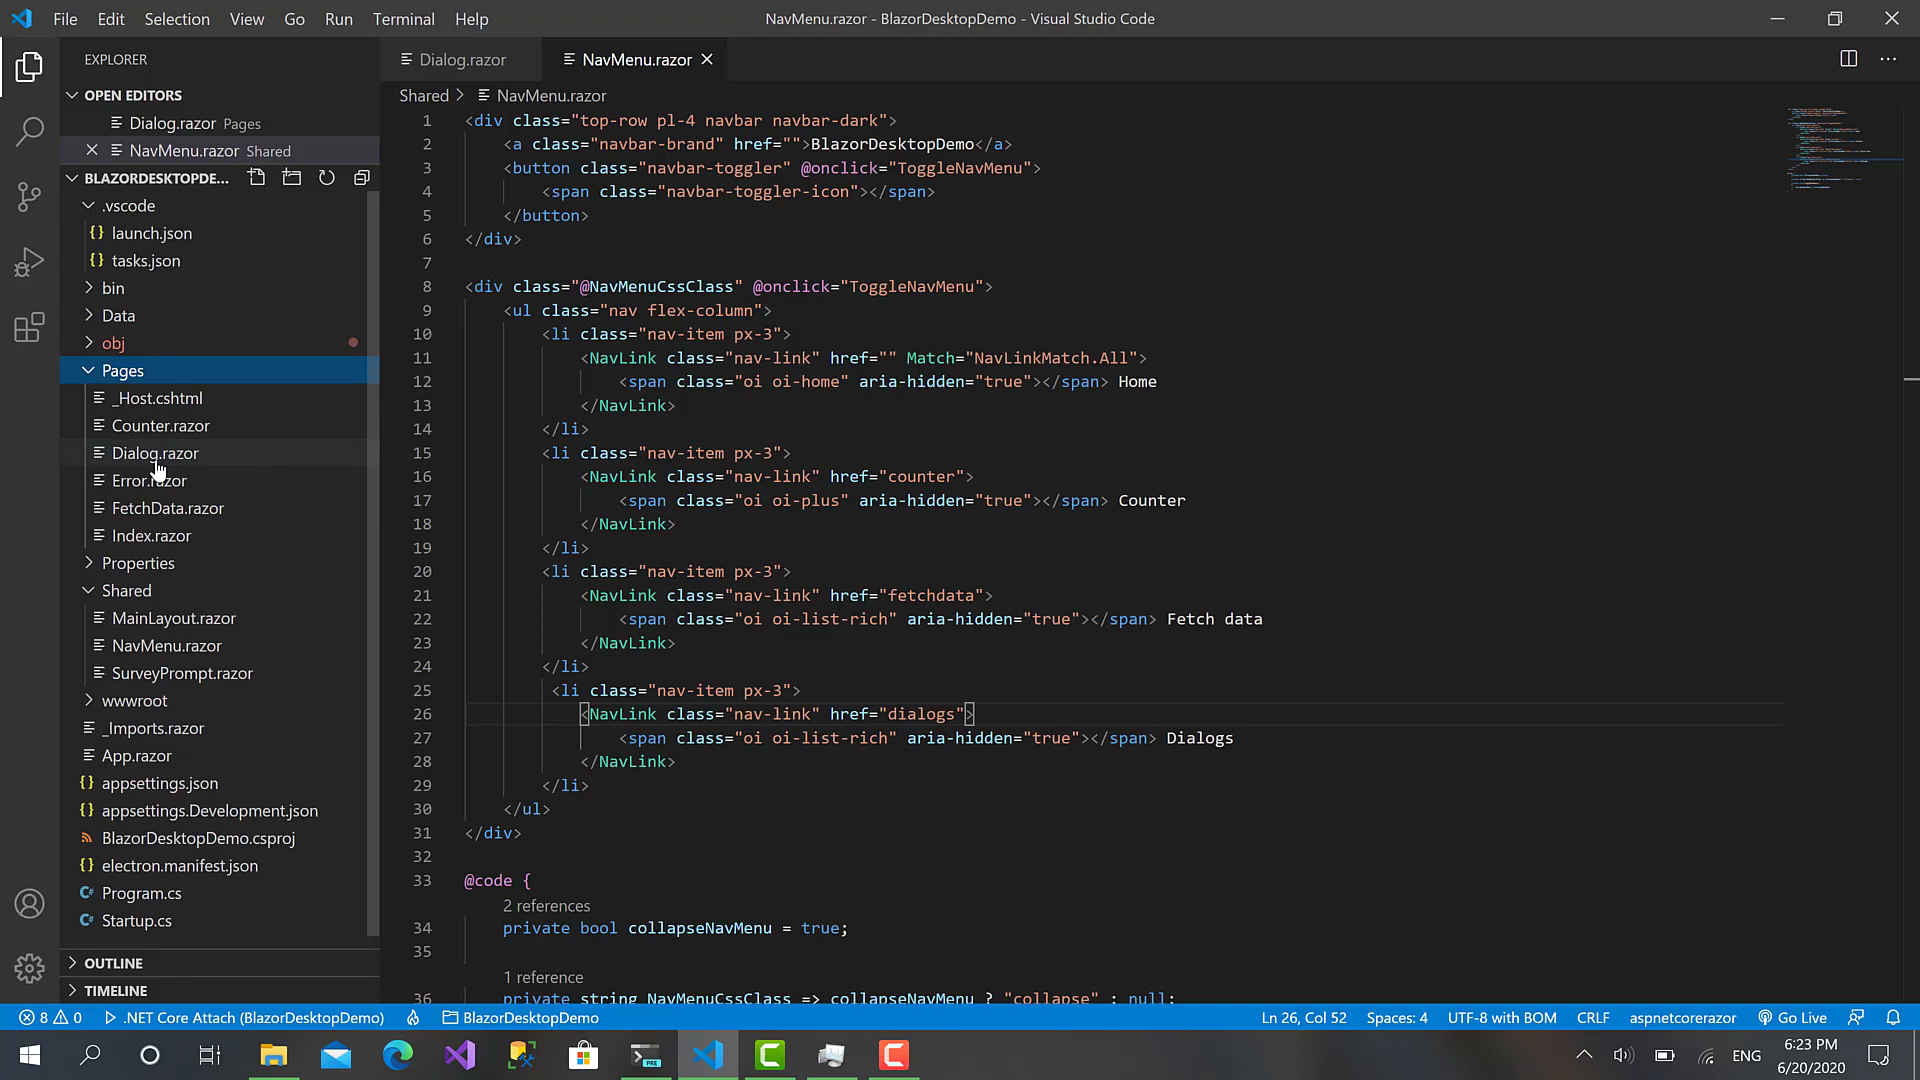 File Edit Selection View Go Run Terminal Help
NavMenu.razor - BlazorDesktopDemo - Visual Studio Code
EXPLORER
OPEN EDITORS
Dialog.razor Pages
NavMenu.razor Shared
BLAZORDESKTOPDE...
.vscode
launch.json
tasks.json
bin
Data
obj
Pages
_Host.cshtml
Counter.razor
Dialog.razor
Error.razor
FetchData.razor
Index.razor
Properties
Shared
MainLayout.razor
NavMenu.razor
SurveyPrompt.razor
wwwroot
_Imports.razor
App.razor
appsettings.json
appsettings.Development.json
BlazorDesktopDemo.csproj
electron.manifest.json
Program.cs
Startup.cs
OUTLINE
TIMELINE
Dialog.razor
NavMenu.razor
Shared > NavMenu.razor
1 <div class="top-row pl-4 navbar navbar-dark">
2 <a class="navbar-brand" href="">BlazorDesktopDemo</a>
3 <button class="navbar-toggler" @onclick="ToggleNavMenu">
4 <span class="navbar-toggler-icon"></span>
5 </button>
6 </div>
7
8 <div class="@NavMenuCssClass" @onclick="ToggleNavMenu">
9 <ul class="nav flex-column">
10 <li class="nav-item px-3">
11 <NavLink class="nav-link" href="" Match="NavLinkMatch.All">
12 <span class="oi oi-home" aria-hidden="true"></span> Home
13 </NavLink>
14 </li>
15 <li class="nav-item px-3">
16 <NavLink class="nav-link" href="counter">
17 <span class="oi oi-plus" aria-hidden="true"></span> Counter
18 </NavLink>
19 </li>
20 <li class="nav-item px-3">
21 <NavLink class="nav-link" href="fetchdata">
22 <span class="oi oi-list-rich" aria-hidden="true"></span> Fetch data
23 </NavLink>
24 </li>
25 <li class="nav-item px-3">
26 <NavLink class="nav-link" href="dialogs">
27 <span class="oi oi-list-rich" aria-hidden="true"></span> Dialogs
28 </NavLink>
29 </li>
30 </ul>
31 </div>
32
33 @code {
2 references
34 private bool collapseNavMenu = true;
35
1 reference
36 private string NavMenuCssClass => collapseNavMenu ? "collapse" : null;
8 0 .NET Core Attach (BlazorDesktopDemo) BlazorDesktopDemo
Ln 26, Col 52 Spaces: 4 UTF-8 with BOM CRLF aspnetcorerazor Go Live
PRE
ENG
6:23 PM
6/20/2020